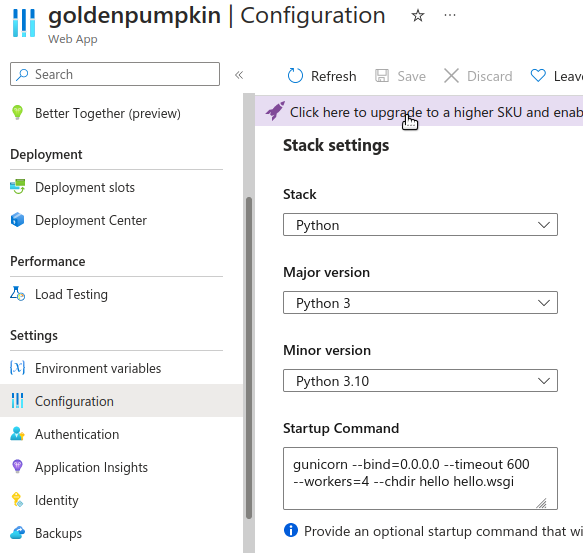 goldenpumpkin | Configuration
Web App
Search
Refresh
Save
Discard
Leave
Better Together (preview)
Click here to upgrade to a higher SKU and enab
Deployment
Deployment slots
Deployment Center
Performance
Load Testing
Settings
Environment variables
Configuration
Authentication
Application Insights
Identity
Backups
Stack settings
Stack
Python
Major version
Python 3
Minor version
Python 3.10
Startup Command
gunicorn --bind=0.0.0.0 --timeout 600
--workers=4 --chdir hello hello.wsgi
Provide an optional startup command that wi